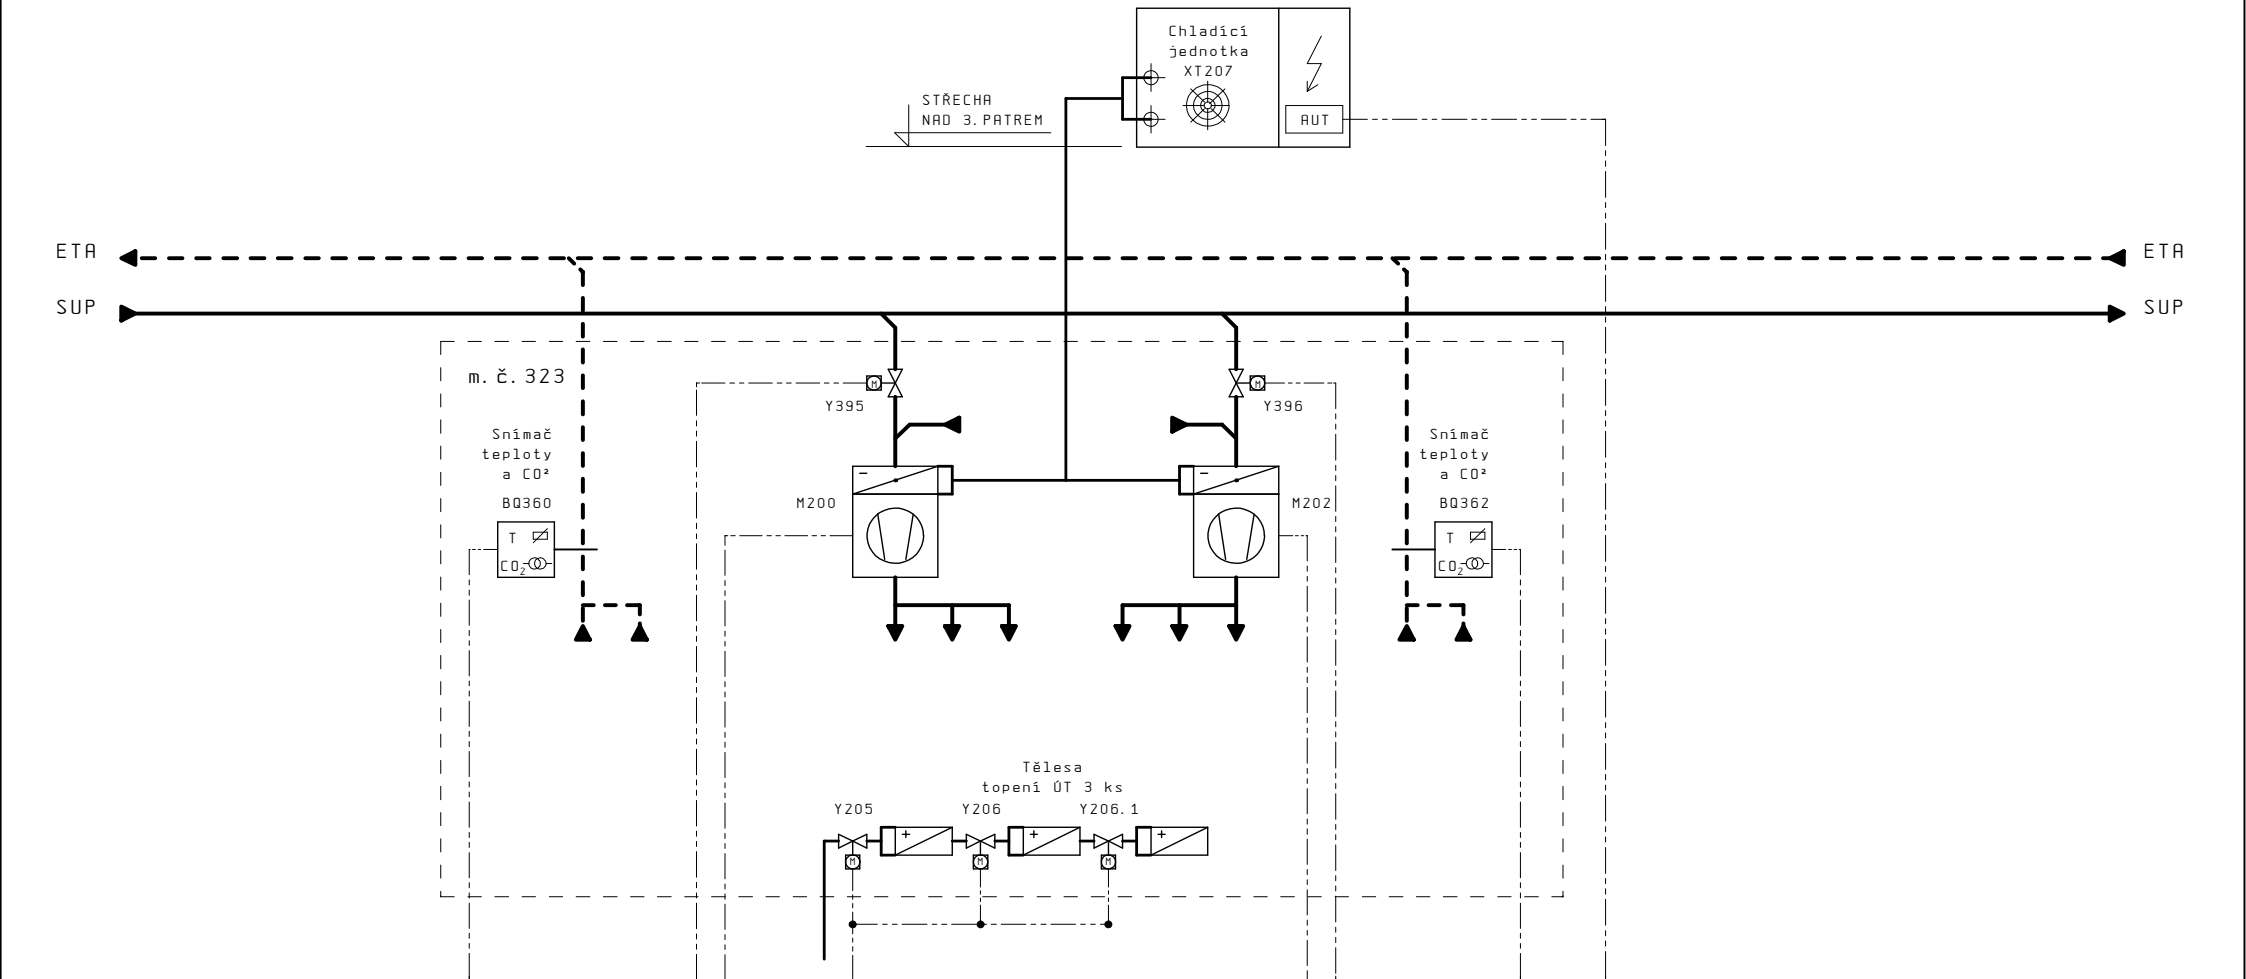 Chladící
jednotka
XT207
STŘECHA
NAD 3.PATREM
AUT
ETA
ETA
SUP
SUP
m.č.323
M
M
Y395
Y396
Snímač
teploty
a CO²
BQ360
Snímač
teploty
a CO²
BQ362
M200
M202
T
CO₂
T
CO₂
Tělesa
topení ÚT 3 ks
Y205
Y206
Y206.1
+
+
+
M
M
M